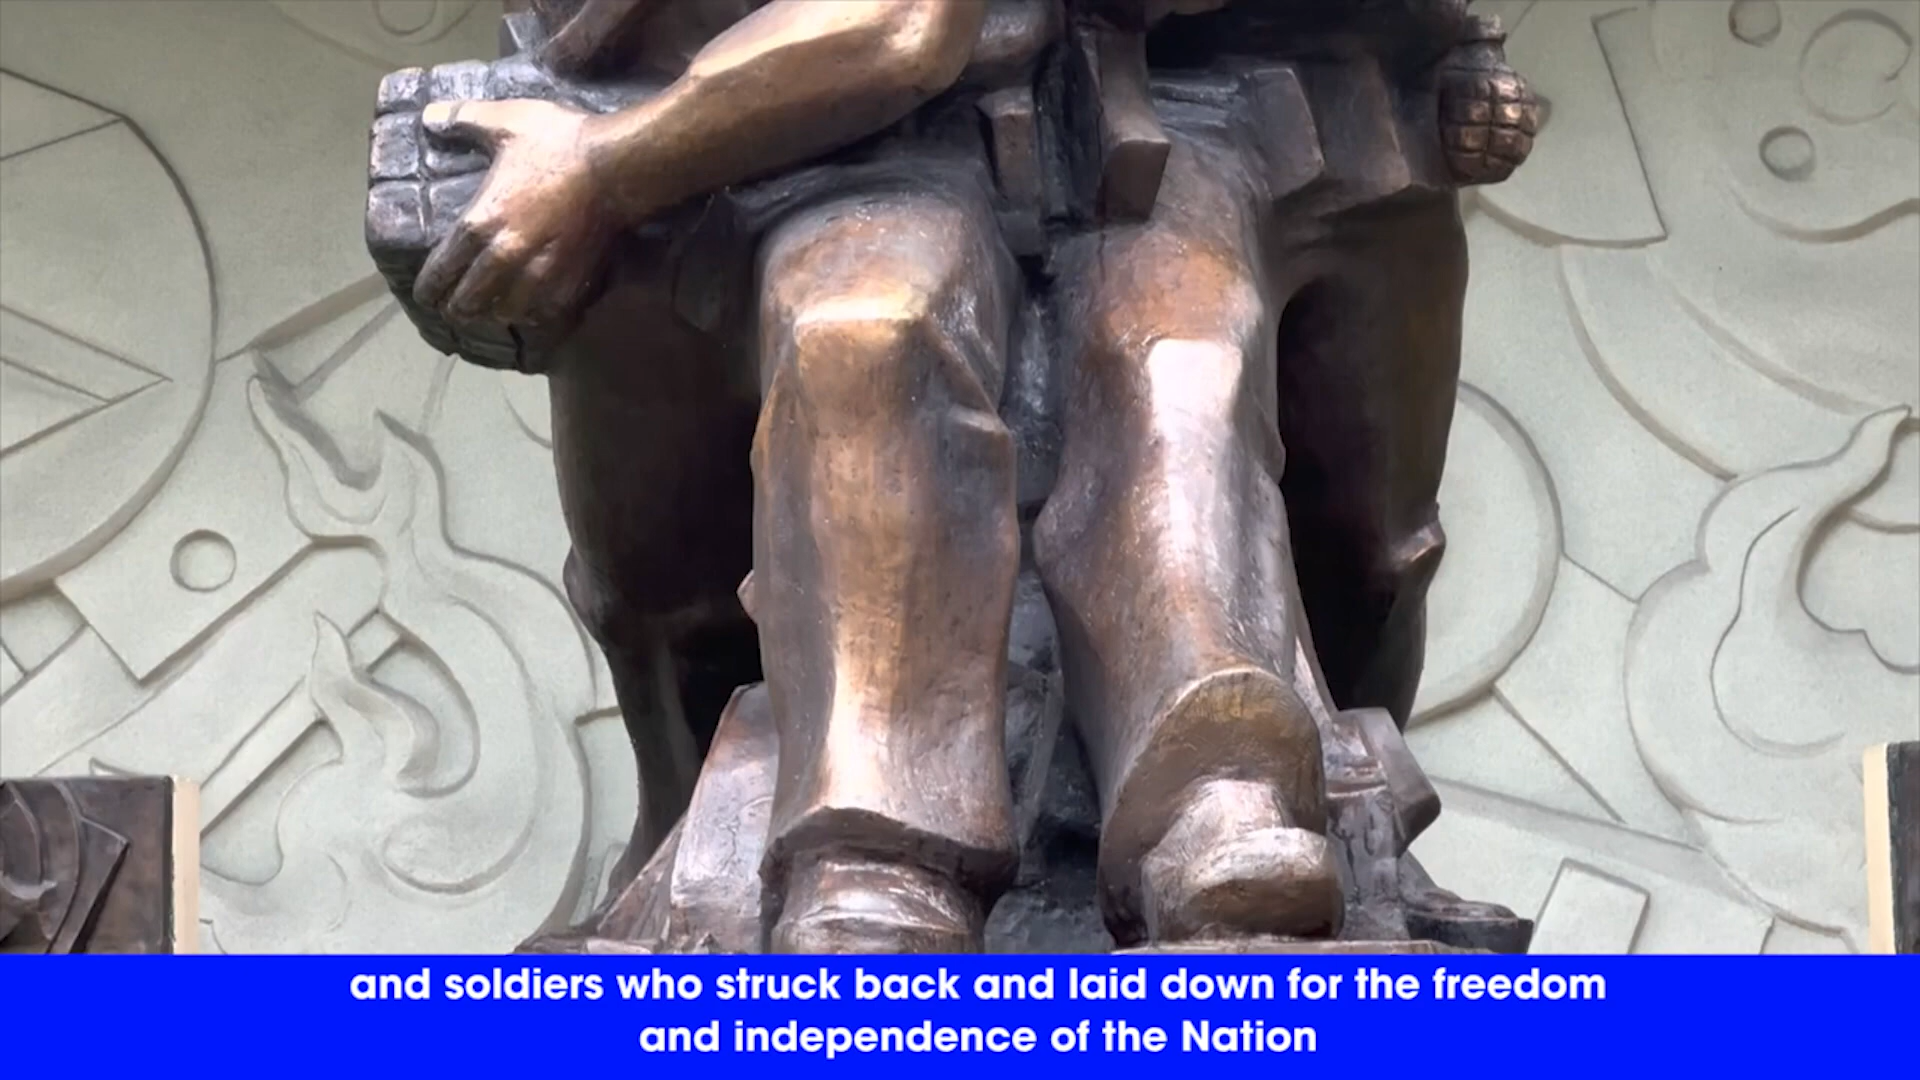 and soldiers who struck back and laid down for the freedom
and independence of the Nation